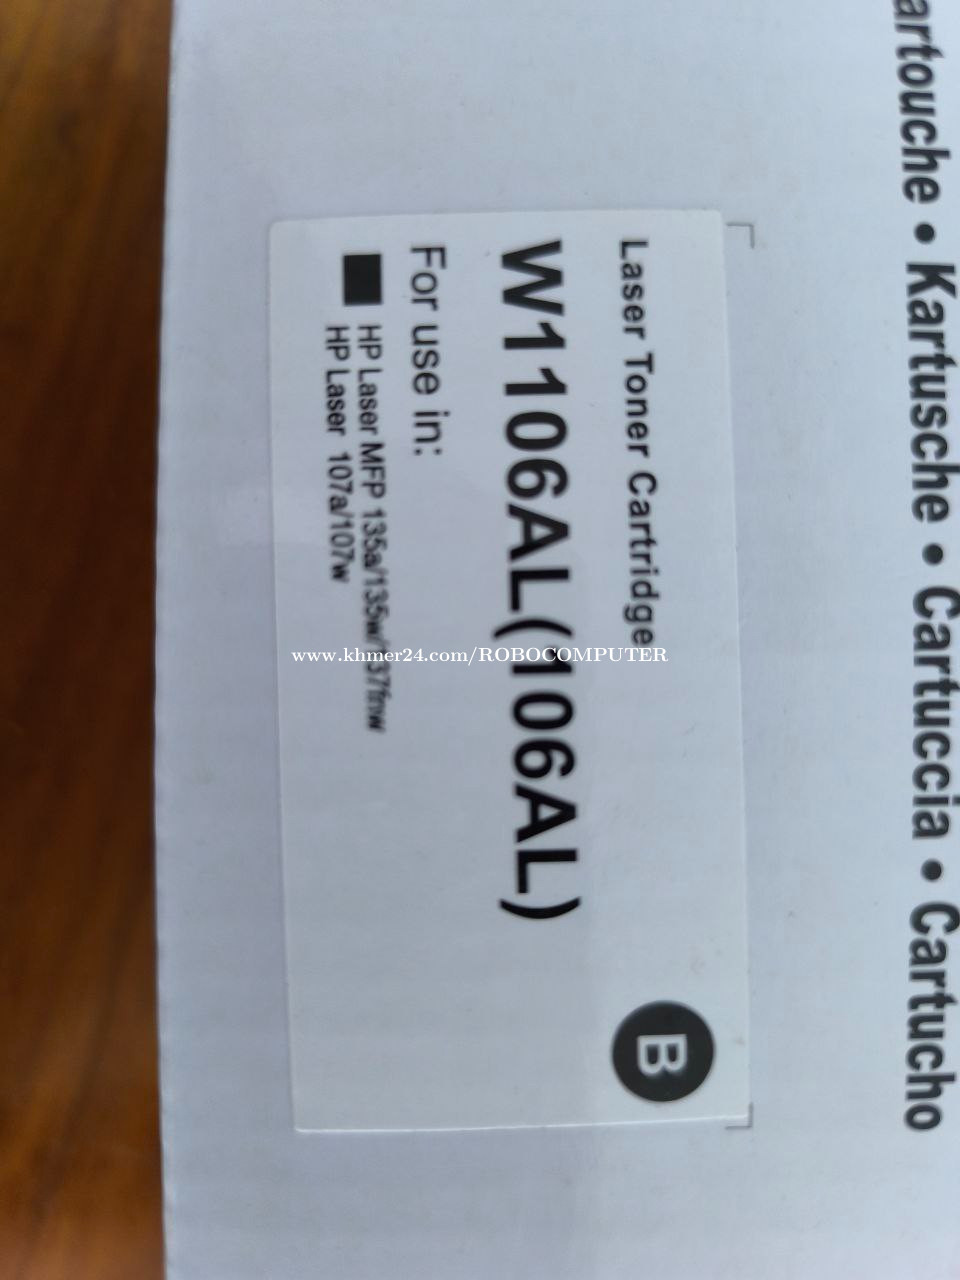 artouche • Kartusche • Cartuccia • Cartucho
Laser Toner Cartridge
B
W1106AL(106AL)
For use in:
HP Laser MFP 135a/135w/137fnw
HP Laser 107a/107w
www.khmer24.com/ROBOCOMPUTER